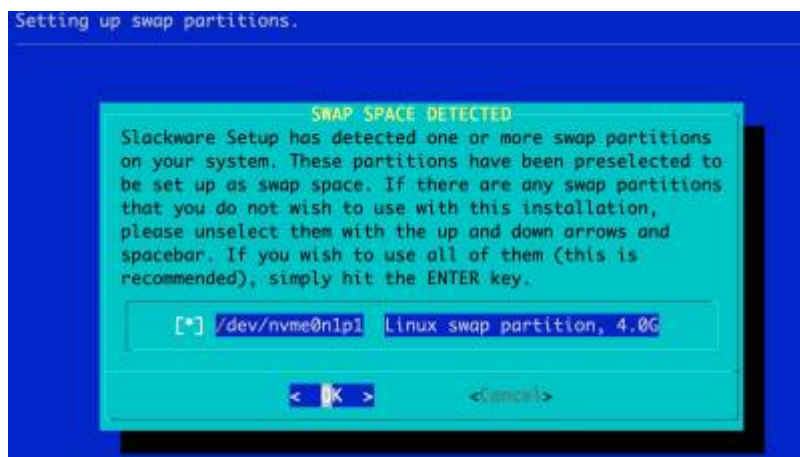 Setting up swap partitions.
SWAP SPACE DETECTED
Slackware Setup has detected one or more swap partitions
on your system. These partitions have been preselected to
be set up as swap space. If there are any swap partitions
that you do not wish to use with this installation,
please unselect them with the up and down arrows and
spacebar. If you wish to use all of them (this is
recommended), simply hit the ENTER key.
[*] /dev/nvme0n1p1 Linux swap partition, 4.0G
< OK > <Cancel>